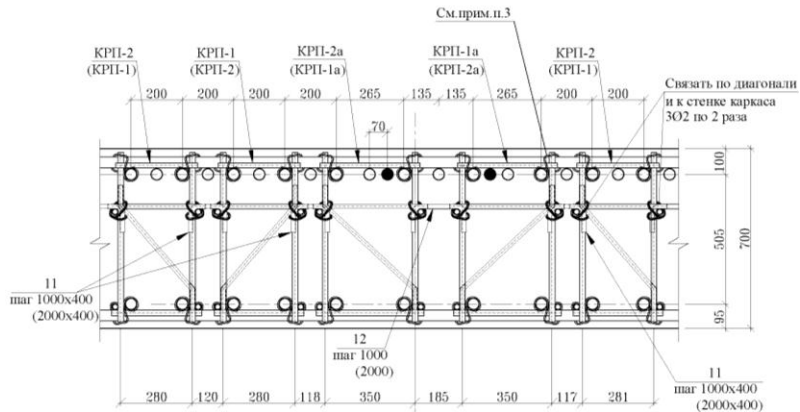 См.прим.п.3
КРП-2
(КРП-1)
КРП-1
(КРП-2)
КРП-2а
(КРП-1а)
КРП-1а
(КРП-2а)
КРП-2
(КРП-1)
Связать по диагонали
и к стенке каркаса
3Ø2 по 2 раза
200
200
200
200
265
135
135
265
200
200
70
100
505
700
95
11
шаг 1000х400
(2000х400)
12
шаг 1000
(2000)
11
шаг 1000х400
(2000х400)
280
120
280
118
350
185
350
117
281